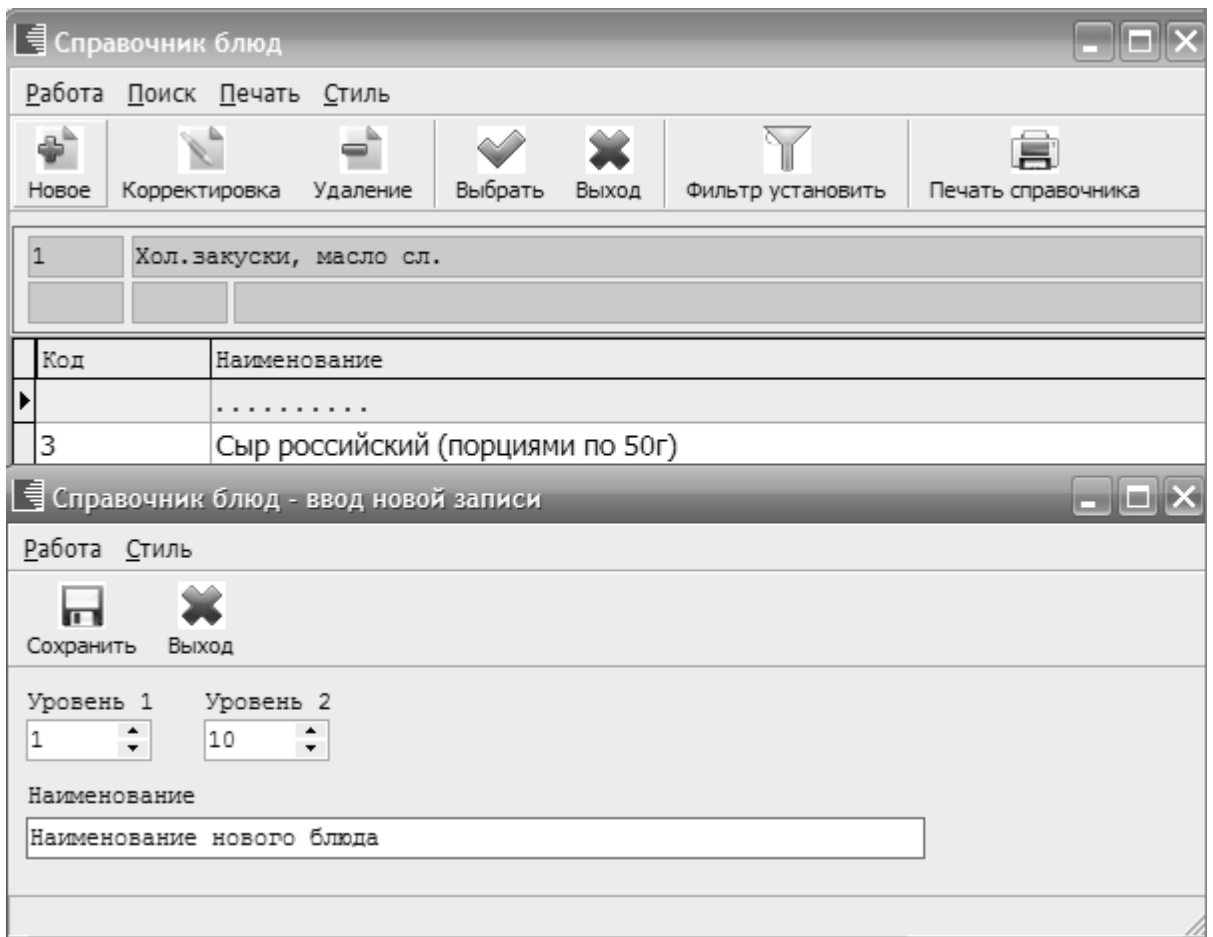 Справочник блюд
Работа Поиск Печать Стиль
Новое Корректировка Удаление Выбрать Выход Фильтр установить Печать справочника
1 Хол.закуски, масло сл.
Код Наименование
. . . . . . . . . .
3 Сыр российский (порциями по 50г)
Справочник блюд - ввод новой записи
Работа Стиль
Сохранить Выход
Уровень 1 Уровень 2
1 10
Наименование
Наименование нового блюда